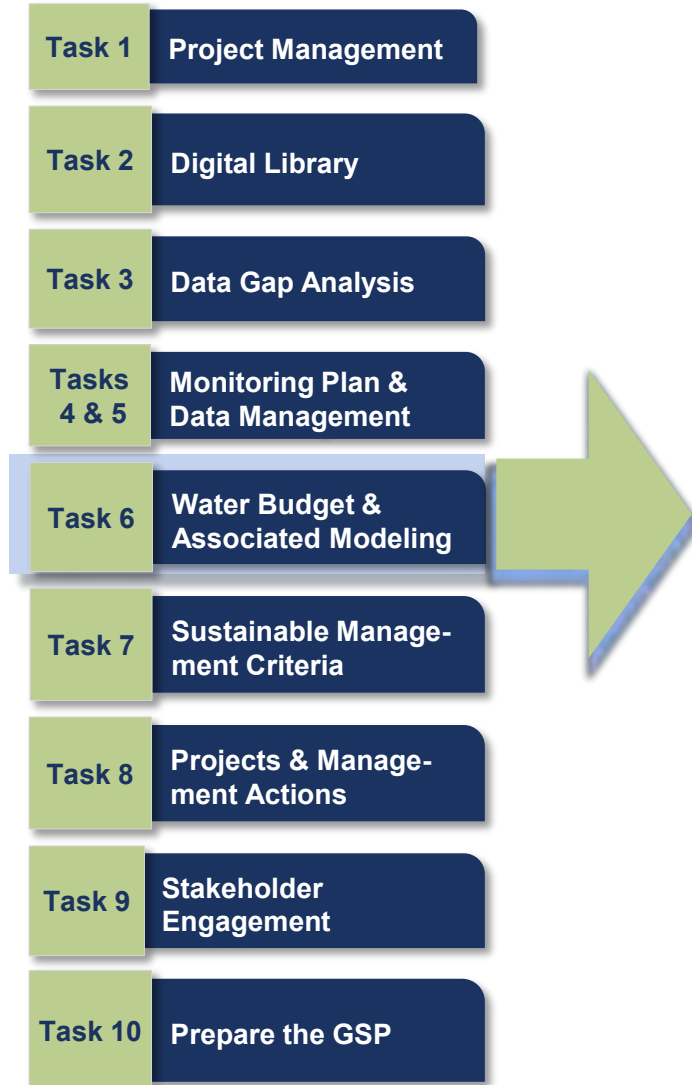 Task 1
Project Management
Task 2
Digital Library
Task 3
Data Gap Analysis
Tasks
4 & 5
Monitoring Plan &
Data Management
Task 6
Water Budget &
Associated Modeling
Task 7
Sustainable Manage-
ment Criteria
Task 8
Projects & Manage-
ment Actions
Task 9
Stakeholder
Engagement
Task 10
Prepare the GSP